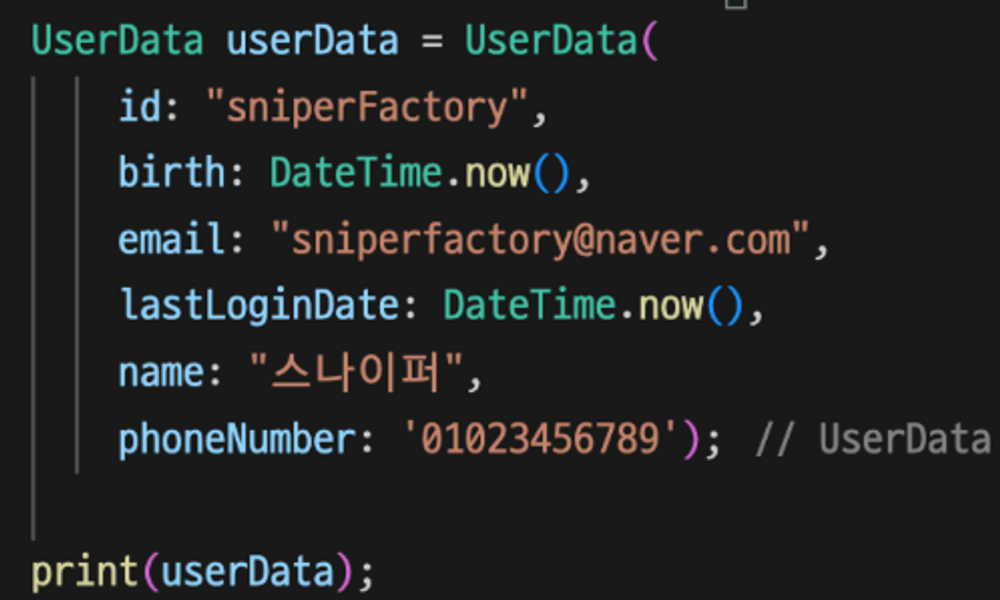 UserData userData = UserData(
id: "sniperFactory",
birth: DateTime.now(),
email: "sniperfactory@naver.com",
lastLoginDate: DateTime.now(),
name: "스나이퍼",
phoneNumber: '01023456789'); // UserData
print(userData);